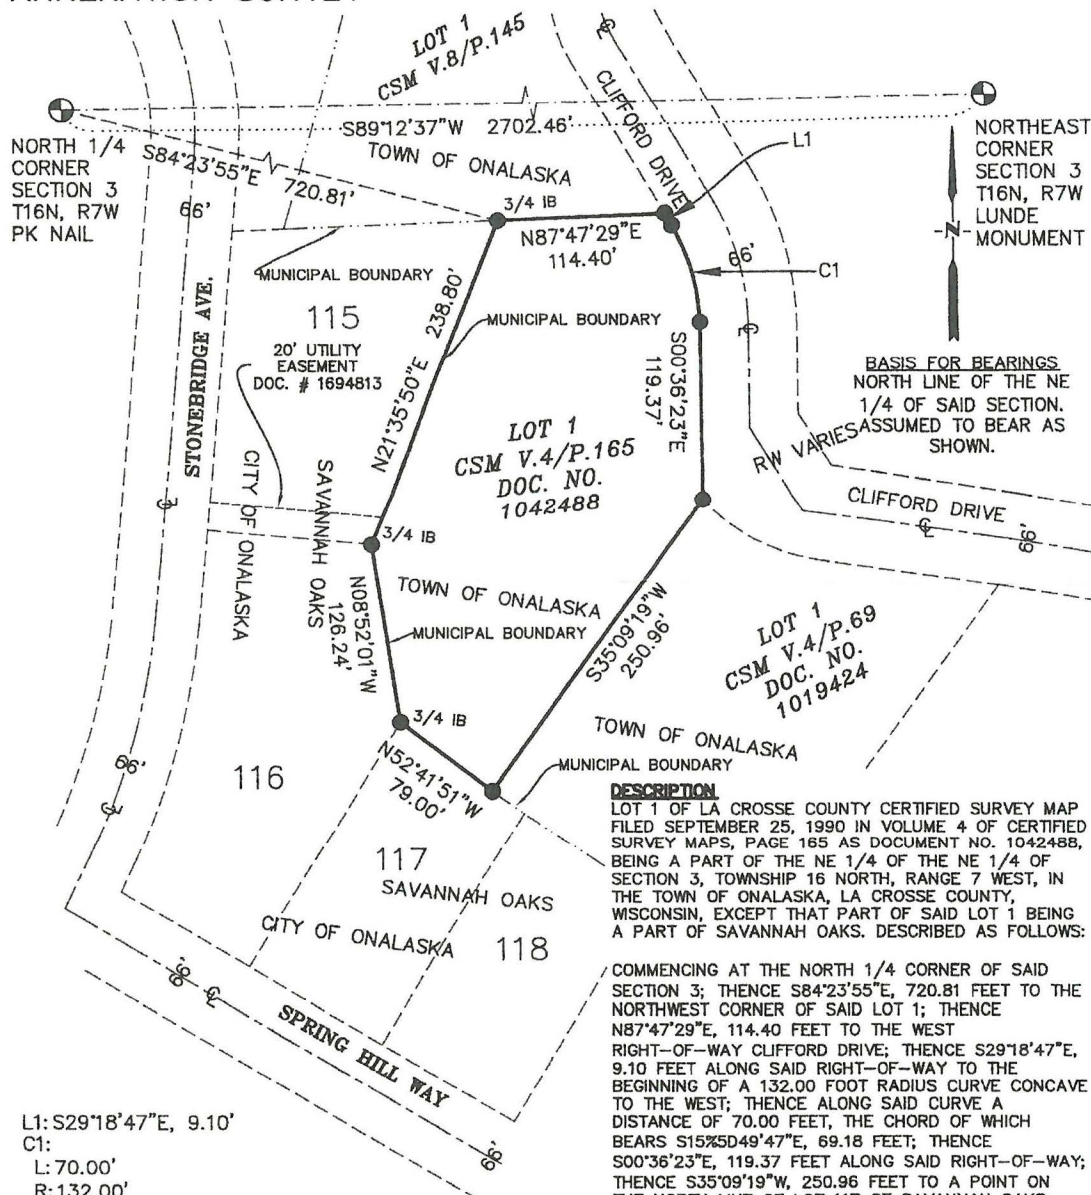 LOT 1
CSM V.8/P.145
CLIFFORD DRIVE
S89°12'37"W 2702.46'
TOWN OF ONALASKA
NORTH 1/4
CORNER
SECTION 3
T16N, R7W
PK NAIL
S84°23'55"E 720.81'
66'
3/4 IB
L1
NORTHEAST
CORNER
SECTION 3
T16N, R7W
LUNDE
MONUMENT
N
N87°47'29"E
114.40'
66'
C1
MUNICIPAL BOUNDARY
115
20' UTILITY
EASEMENT
DOC. # 1694813
STONEBRIDGE AVE.
N21°35'50"E 238.80'
MUNICIPAL BOUNDARY
S00°36'23"E
119.37'
BASIS FOR BEARINGS
NORTH LINE OF THE NE
1/4 OF SAID SECTION.
ASSUMED TO BEAR AS
SHOWN.
LOT 1
CSM V.4/P.165
DOC. NO.
1042488
RW VARIES
CLIFFORD DRIVE
66'
CITY OF ONALASKA
SAVANNAH OAKS
3/4 IB
N08°52'01"W
126.24'
TOWN OF ONALASKA
MUNICIPAL BOUNDARY
S35°09'19"W
250.96'
LOT 1
CSM V.4/P.69
DOC. NO.
1019424
3/4 IB
TOWN OF ONALASKA
MUNICIPAL BOUNDARY
N52°41'51"W
79.00'
66'
116
117
SAVANNAH OAKS
CITY OF ONALASKA
118
66'
SPRING HILL WAY
66'
DESCRIPTION
LOT 1 OF LA CROSSE COUNTY CERTIFIED SURVEY MAP
FILED SEPTEMBER 25, 1990 IN VOLUME 4 OF CERTIFIED
SURVEY MAPS, PAGE 165 AS DOCUMENT NO. 1042488,
BEING A PART OF THE NE 1/4 OF THE NE 1/4 OF
SECTION 3, TOWNSHIP 16 NORTH, RANGE 7 WEST, IN
THE TOWN OF ONALASKA, LA CROSSE COUNTY,
WISCONSIN, EXCEPT THAT PART OF SAID LOT 1 BEING
A PART OF SAVANNAH OAKS. DESCRIBED AS FOLLOWS:
COMMENCING AT THE NORTH 1/4 CORNER OF SAID
SECTION 3; THENCE S84°23'55"E, 720.81 FEET TO THE
NORTHWEST CORNER OF SAID LOT 1; THENCE
N87°47'29"E, 114.40 FEET TO THE WEST
RIGHT-OF-WAY CLIFFORD DRIVE; THENCE S29°18'47"E,
9.10 FEET ALONG SAID RIGHT-OF-WAY TO THE
BEGINNING OF A 132.00 FOOT RADIUS CURVE CONCAVE
TO THE WEST; THENCE ALONG SAID CURVE A
DISTANCE OF 70.00 FEET, THE CHORD OF WHICH
BEARS S15%5D49'47"E, 69.18 FEET; THENCE
S00°36'23"E, 119.37 FEET ALONG SAID RIGHT-OF-WAY;
THENCE S35°09'19"W, 250.96 FEET TO A POINT ON
L1: S29°18'47"E, 9.10'
C1:
L: 70.00'
R: 132.00'